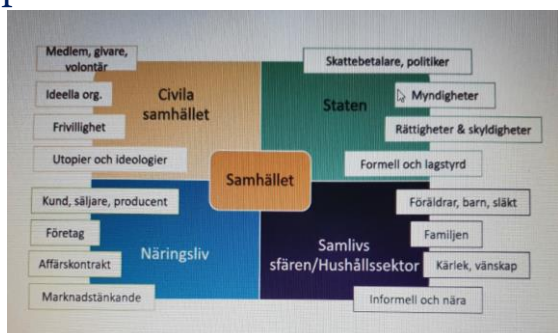 Medlem, givare,
volontär
Ideella org.
Frivillighet
Utopier och ideologier
Civila
samhället
Skattebetalare, politiker
Myndigheter
Rättigheter & skyldigheter
Formell och lagstyrd
Staten
Samhället
Kund, säljare, producent
Företag
Affärskontrakt
Marknadstänkande
Näringsliv
Föräldrar, barn, släkt
Familjen
Kärlek, vänskap
Informell och nära
Samlivs
sfären/Hushållssektor